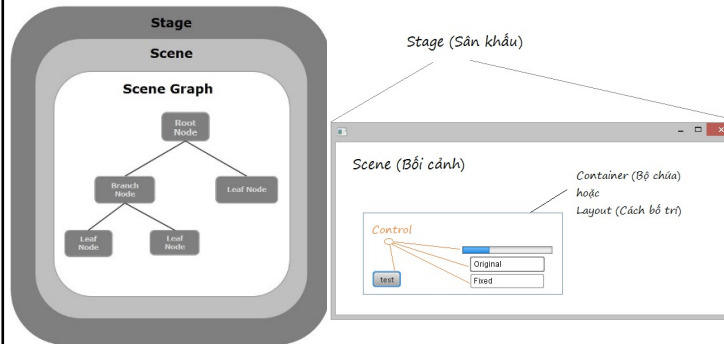 Stage
Scene
Scene Graph
Root
Node
Branch
Node
Leaf Node
Leaf
Node
Leaf
Node
Stage (Sân khấu)
Scene (Bối cảnh)
Container (Bộ chứa)
hoặc
Layout (Cách bố trí)
Control
Original
test
Fixed